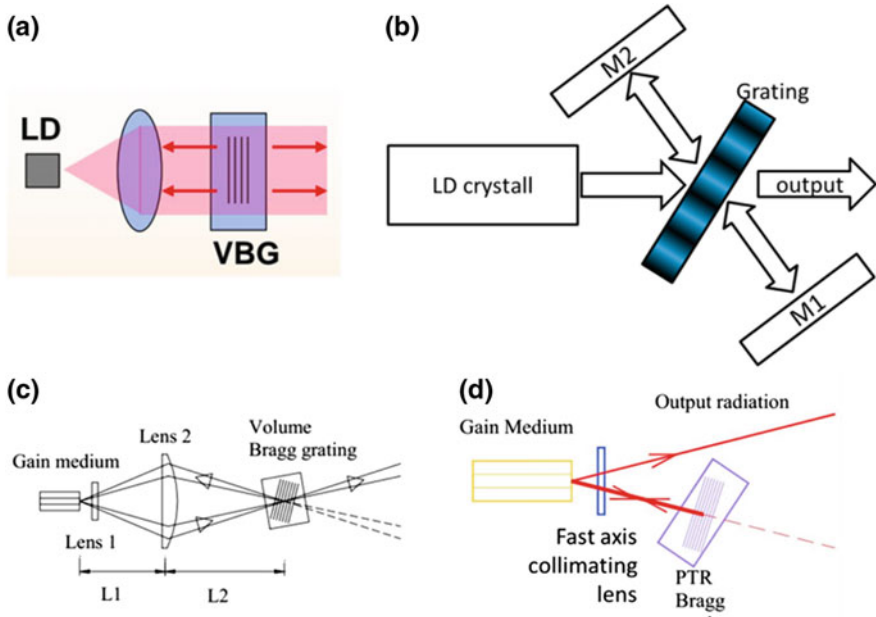 (a)
LD
VBG
(b)
M2
Grating
LD crystall
output
M1
(c)
Gain medium
Lens 1
Lens 2
Volume
Bragg grating
L1
L2
(d)
Output radiation
Gain Medium
Fast axis
collimating
lens
PTR
Bragg